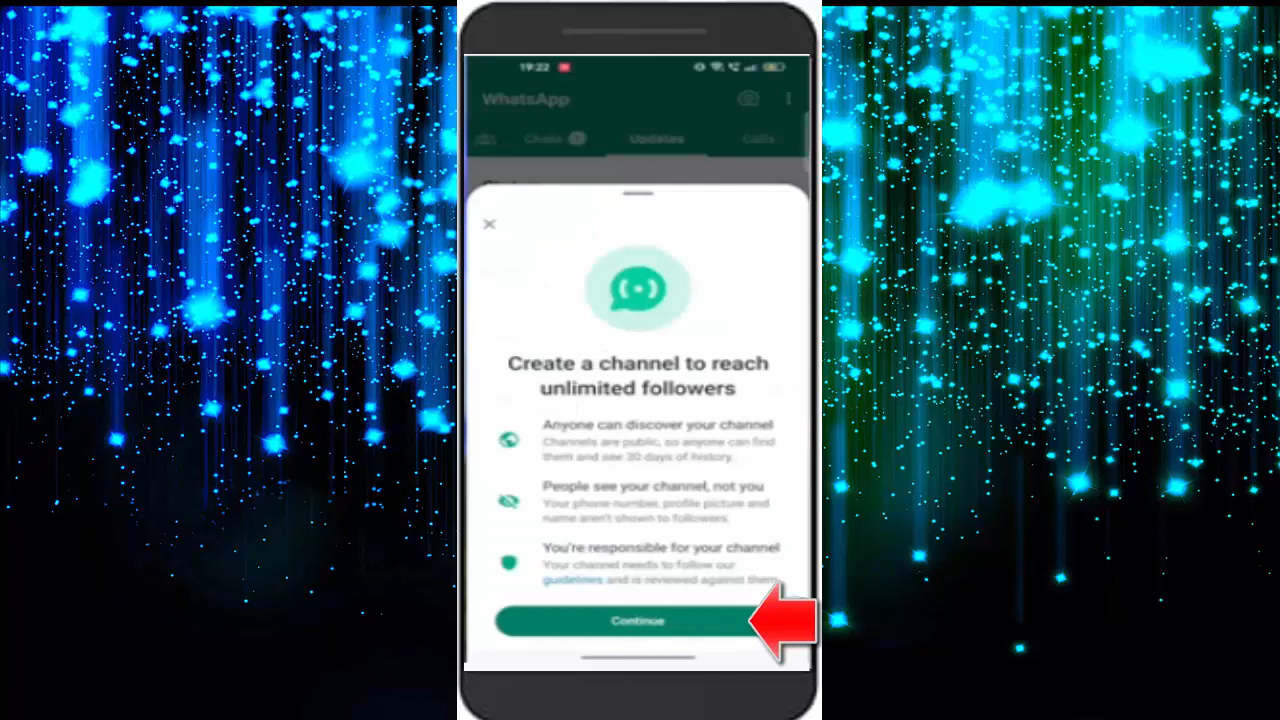 19:22
WhatsApp
Chats
Updates
Calls
Create a channel to reach
unlimited followers
Anyone can discover your channel
Channels are public, so anyone can find
them and see 30 days of history.
People see your channel, not you
Your phone number, profile picture and
name aren't shown to followers.
You're responsible for your channel
Your channel needs to follow our
guidelines and is reviewed against them.
Continue